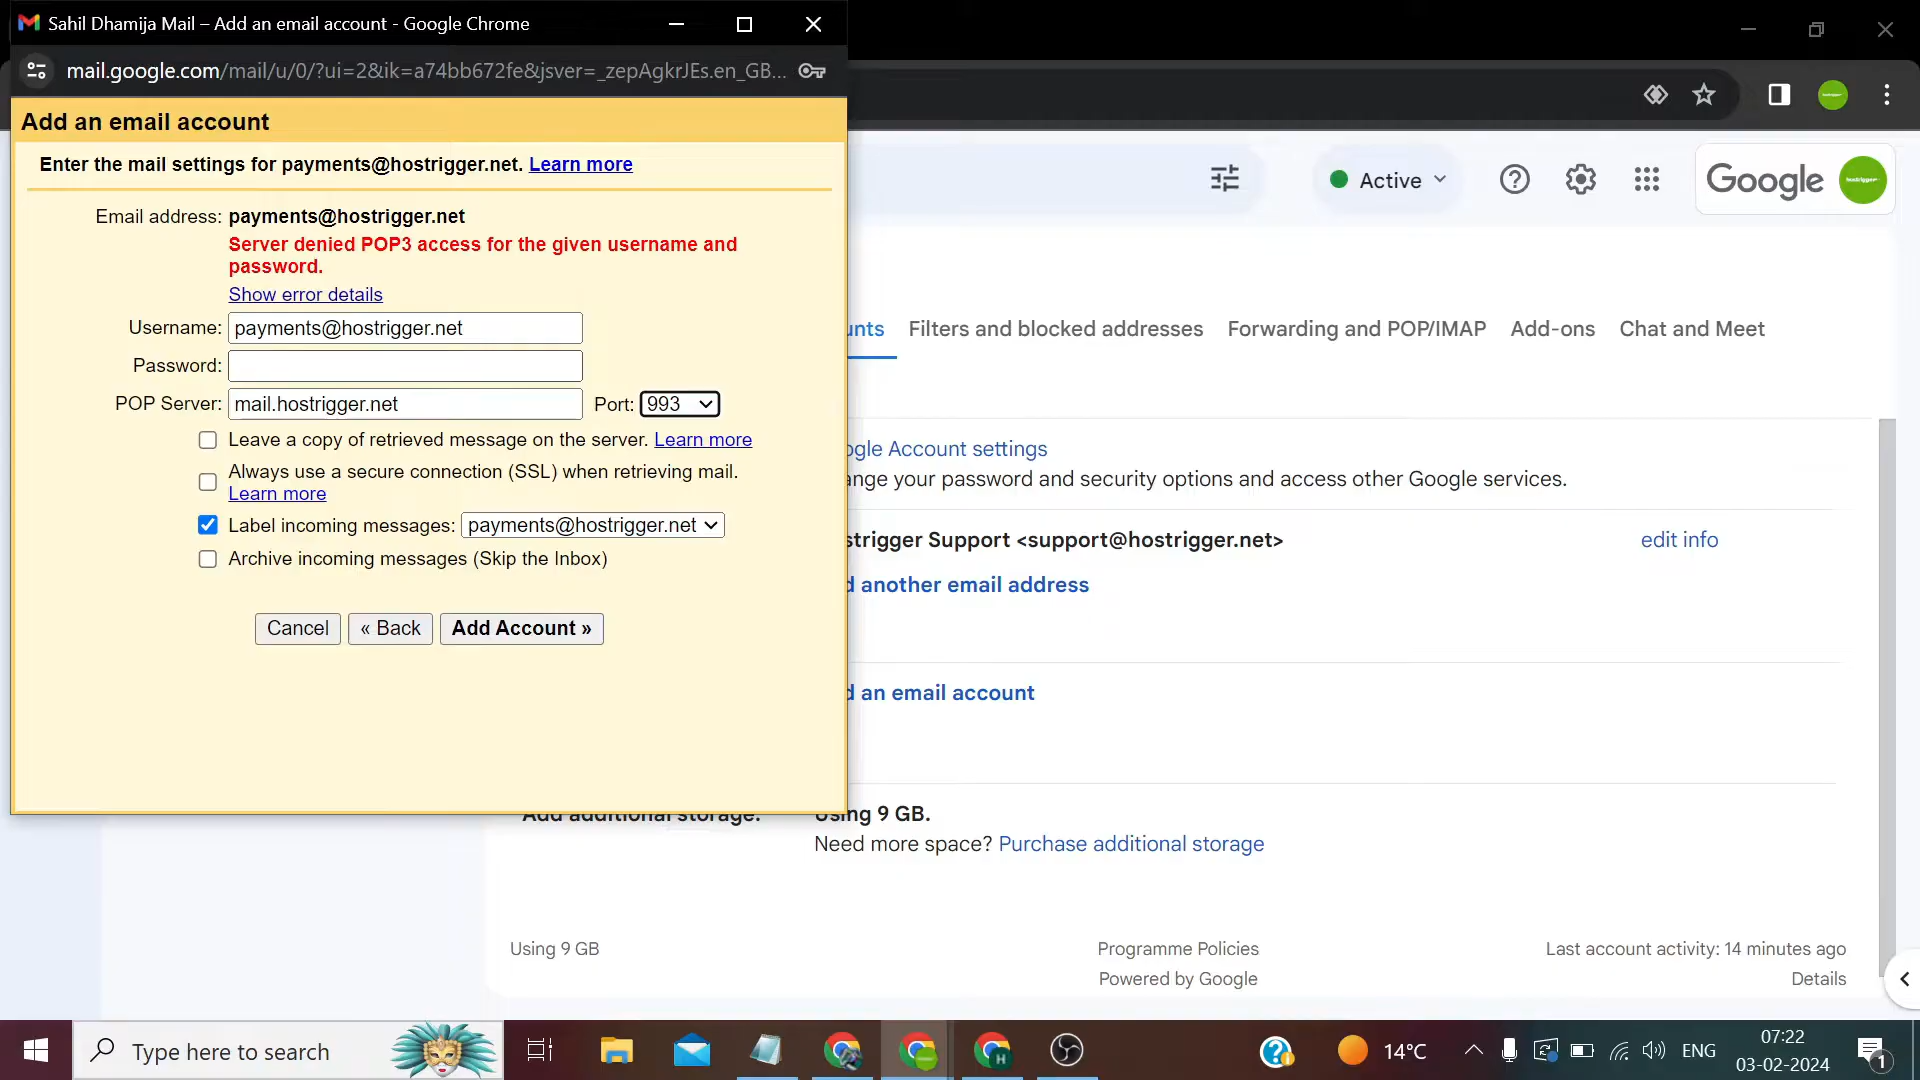 Sahil Dhamija Mail – Add an email account - Google Chrome
mail.google.com/mail/u/0/?ui=2&ik=a74bb672fe&jsver=_zepAgkrJEs.en_GB...
Add an email account
Enter the mail settings for payments@hostrigger.net. Learn more
Email address: payments@hostrigger.net
Server denied POP3 access for the given username and
password.
Show error details
Username: payments@hostrigger.net
Password:
POP Server: mail.hostrigger.net Port: 993
Leave a copy of retrieved message on the server. Learn more
Always use a secure connection (SSL) when retrieving mail.
Learn more
Label incoming messages: payments@hostrigger.net
Archive incoming messages (Skip the Inbox)
Cancel « Back Add Account »
Active Google
unts Filters and blocked addresses Forwarding and POP/IMAP Add-ons Chat and Meet
ogle Account settings
ange your password and security options and access other Google services.
strigger Support <support@hostrigger.net> edit info
d another email address
d an email account
Add additional storage: Using 9 GB.
Need more space? Purchase additional storage
Using 9 GB Programme Policies Last account activity: 14 minutes ago
Powered by Google Details
Type here to search 14°C ENG 07:22
03-02-2024 1